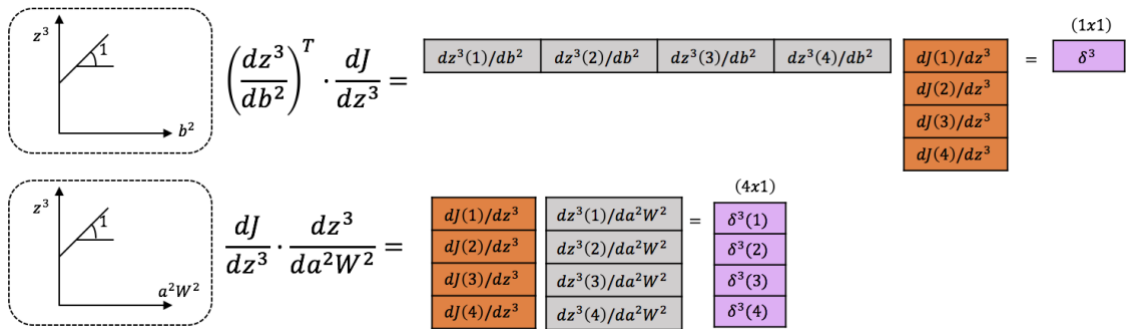 z³
1
b²
(dz³/db²)ᵀ · dJ/dz³ =
dz³(1)/db² dz³(2)/db² dz³(3)/db² dz³(4)/db²
dJ(1)/dz³
dJ(2)/dz³
dJ(3)/dz³
dJ(4)/dz³
=
(1x1)
δ³
z³
1
a²W²
dJ/dz³ · dz³/da²W² =
dJ(1)/dz³
dJ(2)/dz³
dJ(3)/dz³
dJ(4)/dz³
dz³(1)/da²W²
dz³(2)/da²W²
dz³(3)/da²W²
dz³(4)/da²W²
=
(4x1)
δ³(1)
δ³(2)
δ³(3)
δ³(4)